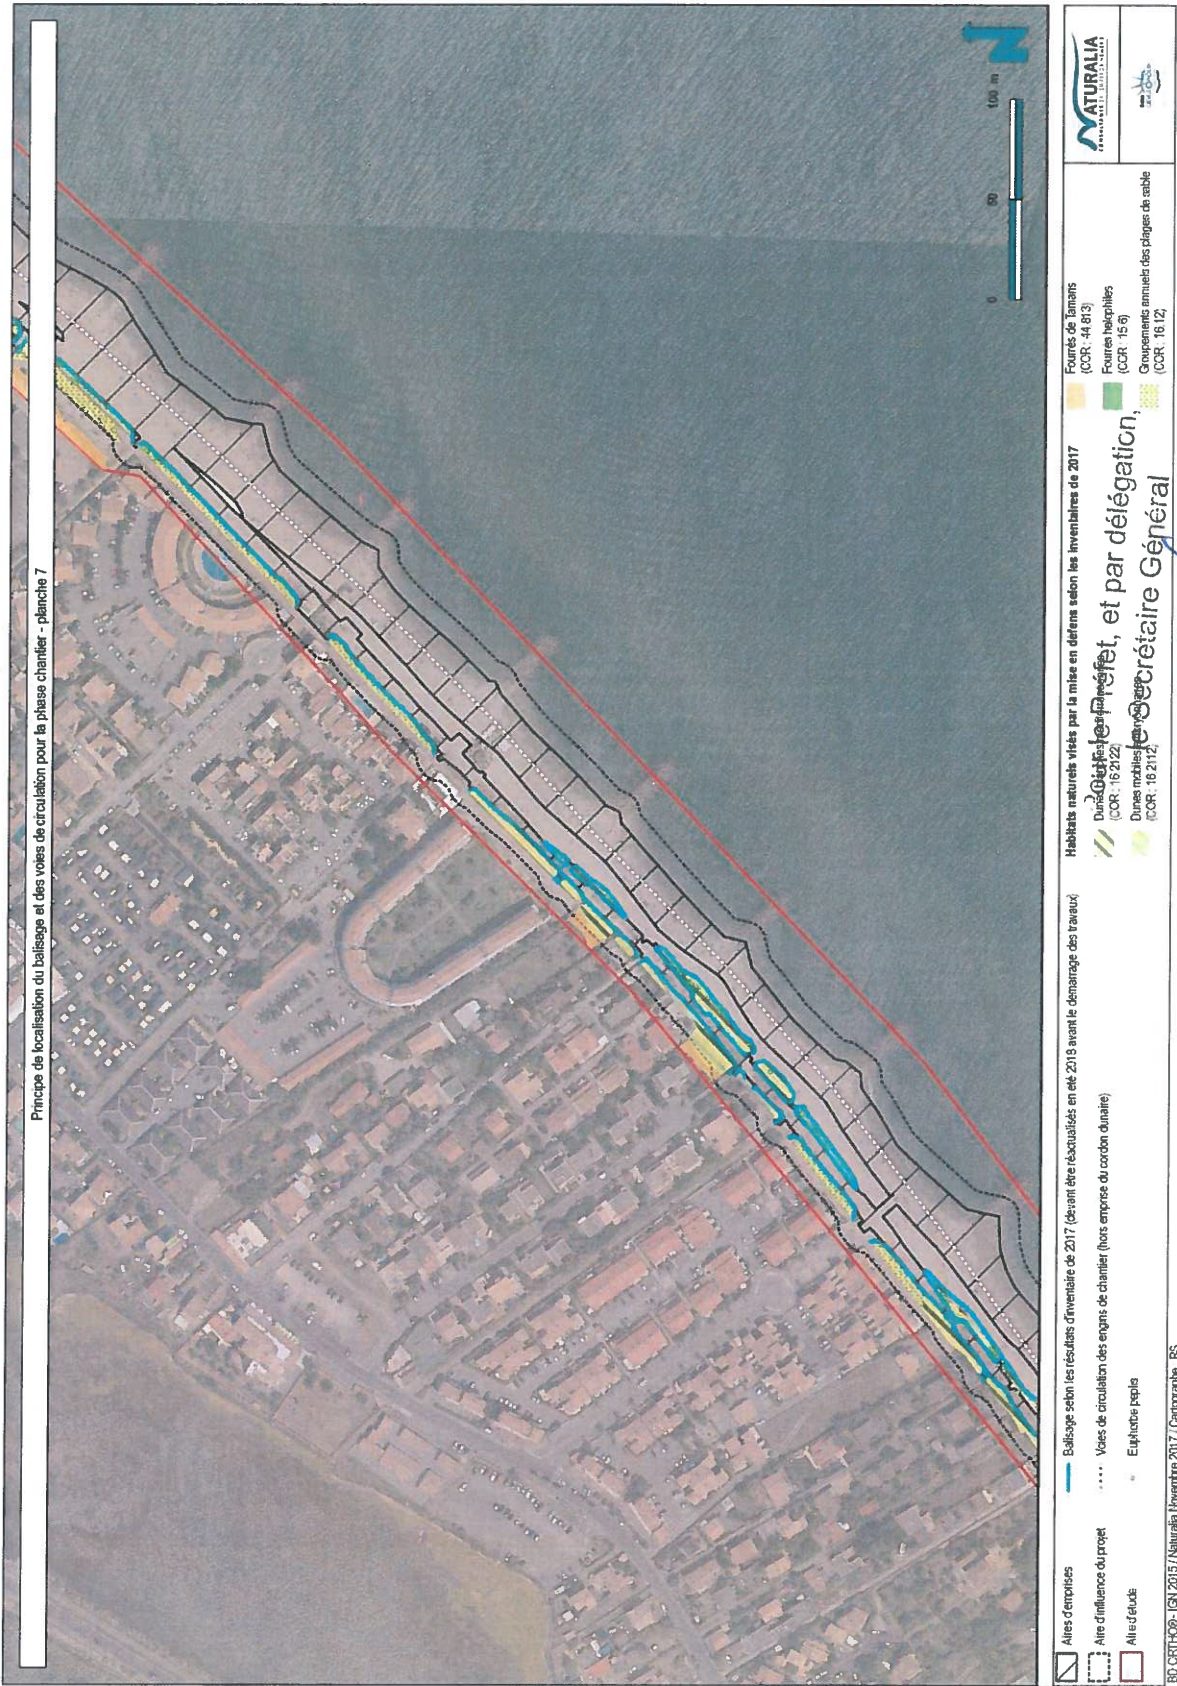 Principe de localisation du balisage et des voies de circulation pour la phase chantier - planche 7
N
0 50 100 m
Aires d'emprises
Aire d'influence du projet
Aire d'étude
Balisage selon les résultats d'inventaire de 2017 (devant être réactualisés en eté 2018 avant le demarrage des travaux)
Voies de circulation des engins de chantier (hors emprise du cordon dunaire)
Euphorbe peplis
Habitats naturels visés par la mise en défens selon les inventaires de 2017
(COR : 16.2122)
Dunes mobiles
(COR : 16.2112)
Fourrés de Tamaris
(COR : 44.813)
Fourrés halophiles
(COR : 15.6)
Groupements annuels des plages de sable
(COR : 16.12)
le Préfet, et par délégation,
le Secrétaire Général
NATURALIA
BD ORTHO® - IGN 2015 / Naturalia Novembre 2017 / Cartographe : RS